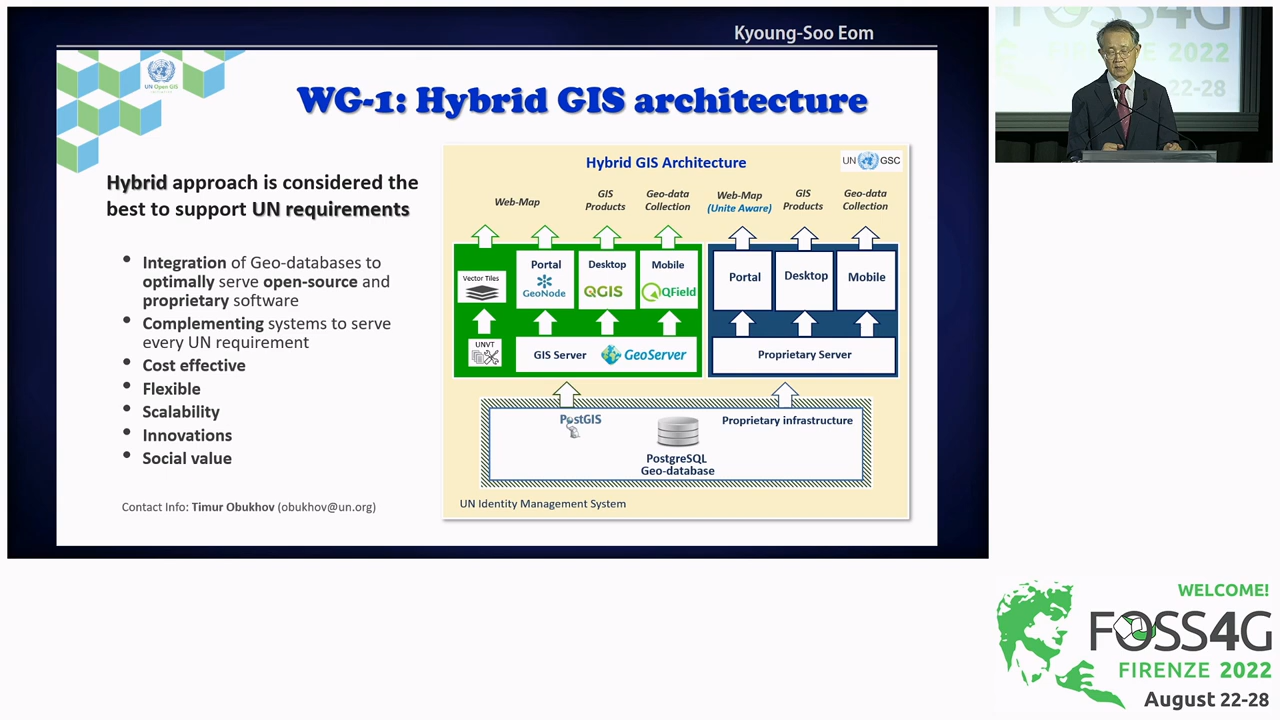 Kyoung-Soo Eom
UN Open GIS
WG-1: Hybrid GIS architecture
Hybrid approach is considered the
best to support UN requirements
• Integration of Geo-databases to
optimally serve open-source and
proprietary software
• Complementing systems to serve
every UN requirement
• Cost effective
• Flexible
• Scalability
• Innovations
• Social value
Contact Info: Timur Obukhov (obukhov@un.org)
Hybrid GIS Architecture
UN GSC
Web-Map
GIS
Products
Geo-data
Collection
Web-Map
(Unite Aware)
GIS
Products
Geo-data
Collection
Vector Tiles
Portal
GeoNode
Desktop
QGIS
Mobile
QField
Portal
Desktop
Mobile
UNVT
GIS Server
GeoServer
Proprietary Server
PostGIS
Proprietary infrastructure
PostgreSQL
Geo-database
UN Identity Management System
FOSS4G
FIRENZE 2022
22-28
WELCOME!
FOSS4G
FIRENZE 2022
August 22-28